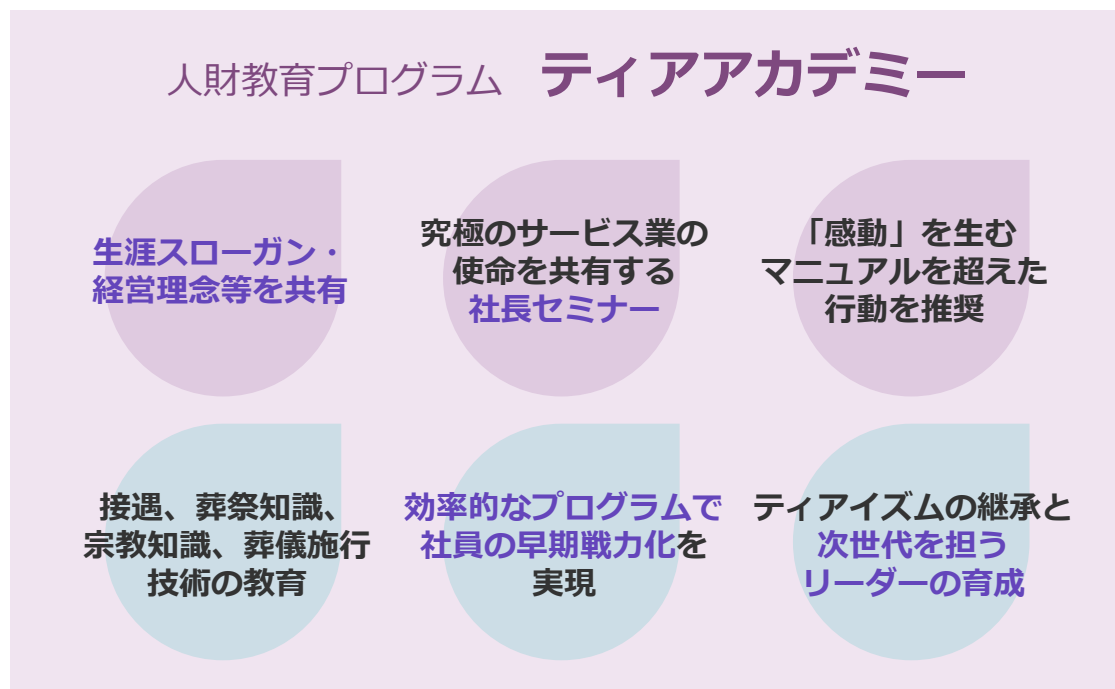 人財教育プログラム ティアアカデミー
生涯スローガン・
経営理念等を共有
究極のサービス業の
使命を共有する
社長セミナー
「感動」を生む
マニュアルを超えた
行動を推奨
接遇、葬祭知識、
宗教知識、葬儀施行
技術の教育
効率的なプログラムで
社員の早期戦力化を
実現
ティアイズムの継承と
次世代を担う
リーダーの育成